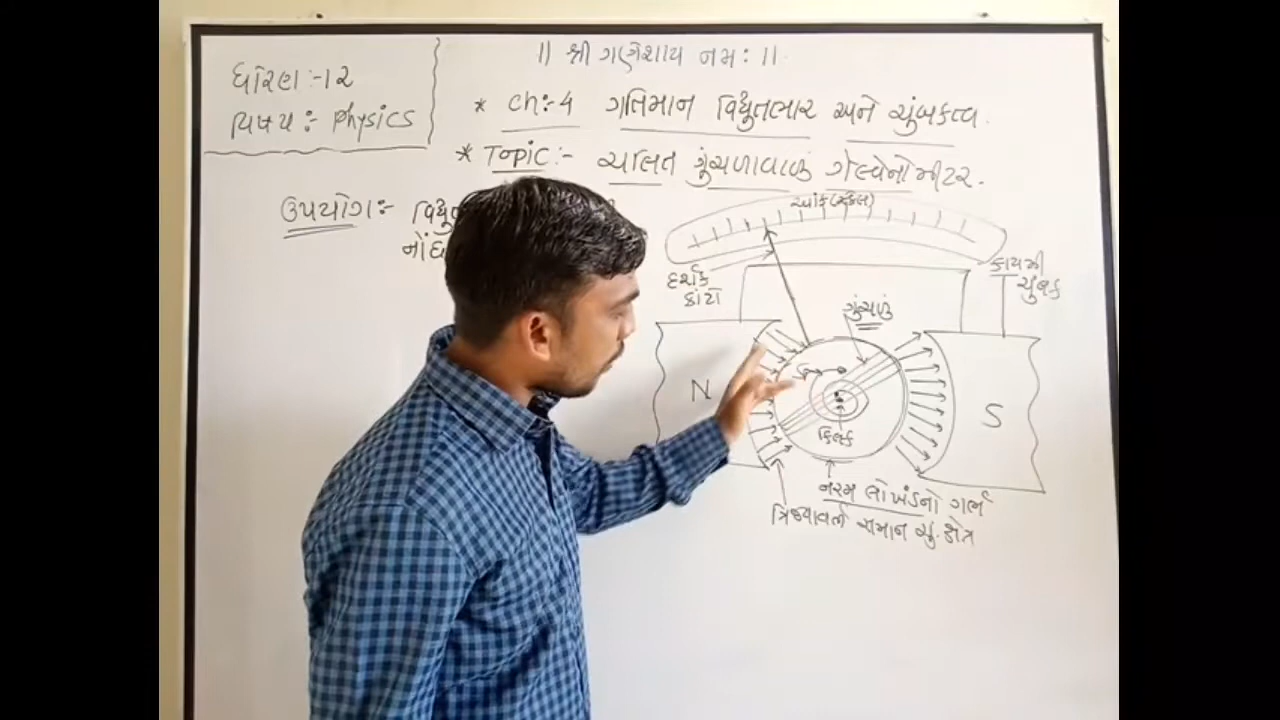 ॥ શ્રી ગણેશાય નમઃ ॥
ધોરણ :- ૧૨
વિષય :- Physics
* Ch:- 4 ગતિમાન વિદ્યુતભાર અને ચુંબકત્વ.
* Topic:- ચલિત ગુંચળાવાળું ગેલ્વેનોમીટર.
ઉપયોગ:-
આંક (સ્કેલ)
દર્શક
કાંટો
કાયમી
ચુંબક
ગુંચળું
N
S
નરમ લોખંડનો ગર્ભ
ત્રિજ્યાવર્તી સમાન ચુ. ક્ષેત્ર